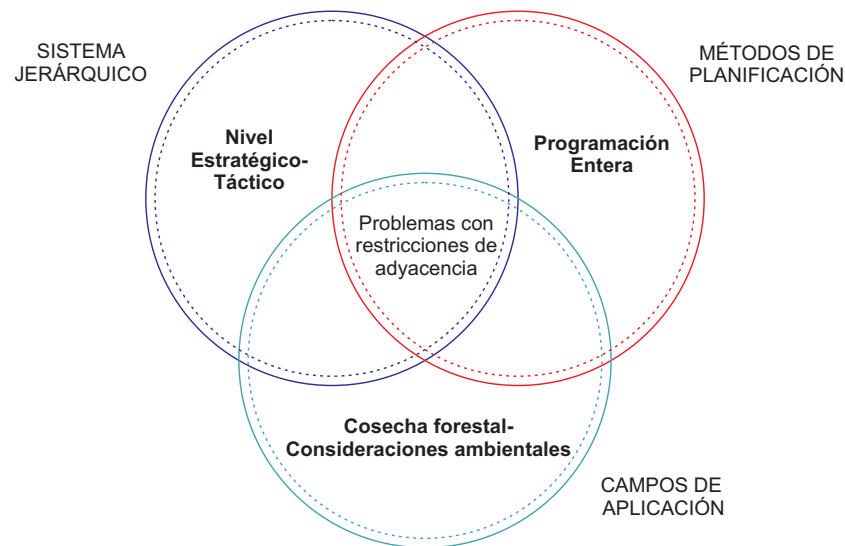 SISTEMA
JERÁRQUICO
MÉTODOS DE
PLANIFICACIÓN
Nivel
Estratégico-
Táctico
Programación
Entera
Problemas con
restricciones de
adyacencia
Cosecha forestal-
Consideraciones ambientales
CAMPOS DE
APLICACIÓN